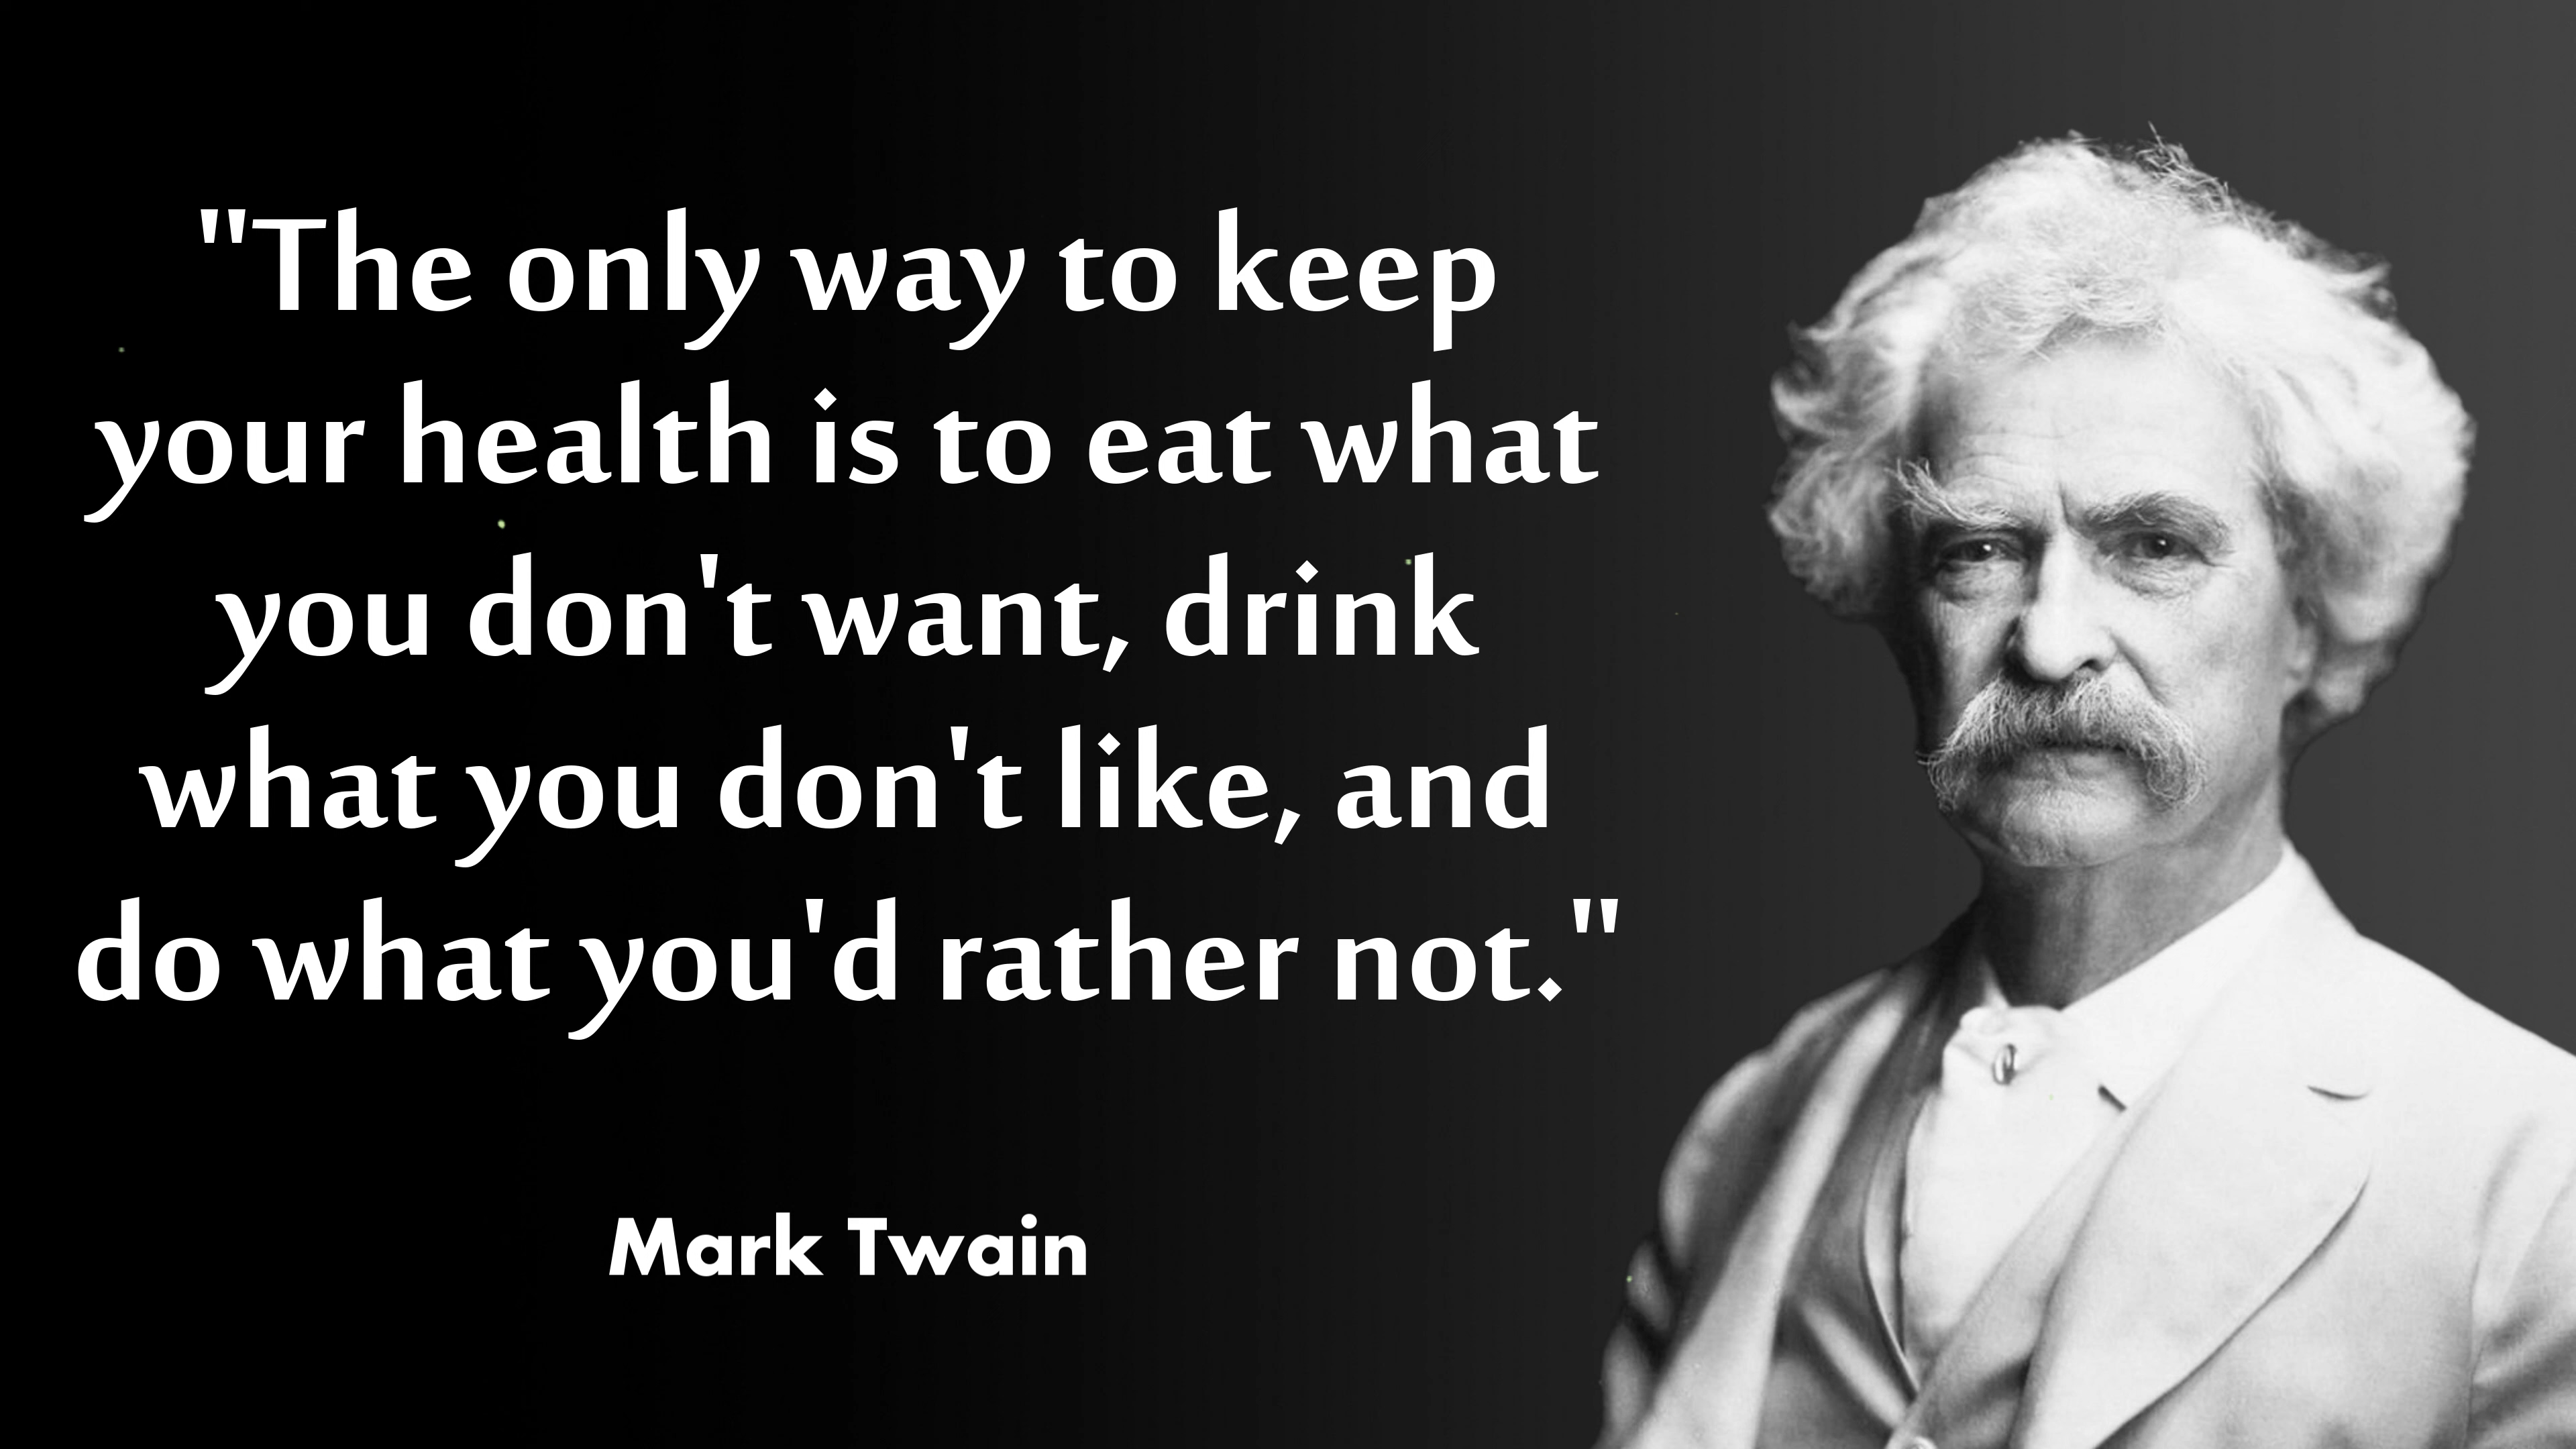 "The only way to keep
your health is to eat what
you don't want, drink
what you don't like, and
do what you'd rather not."
Mark Twain